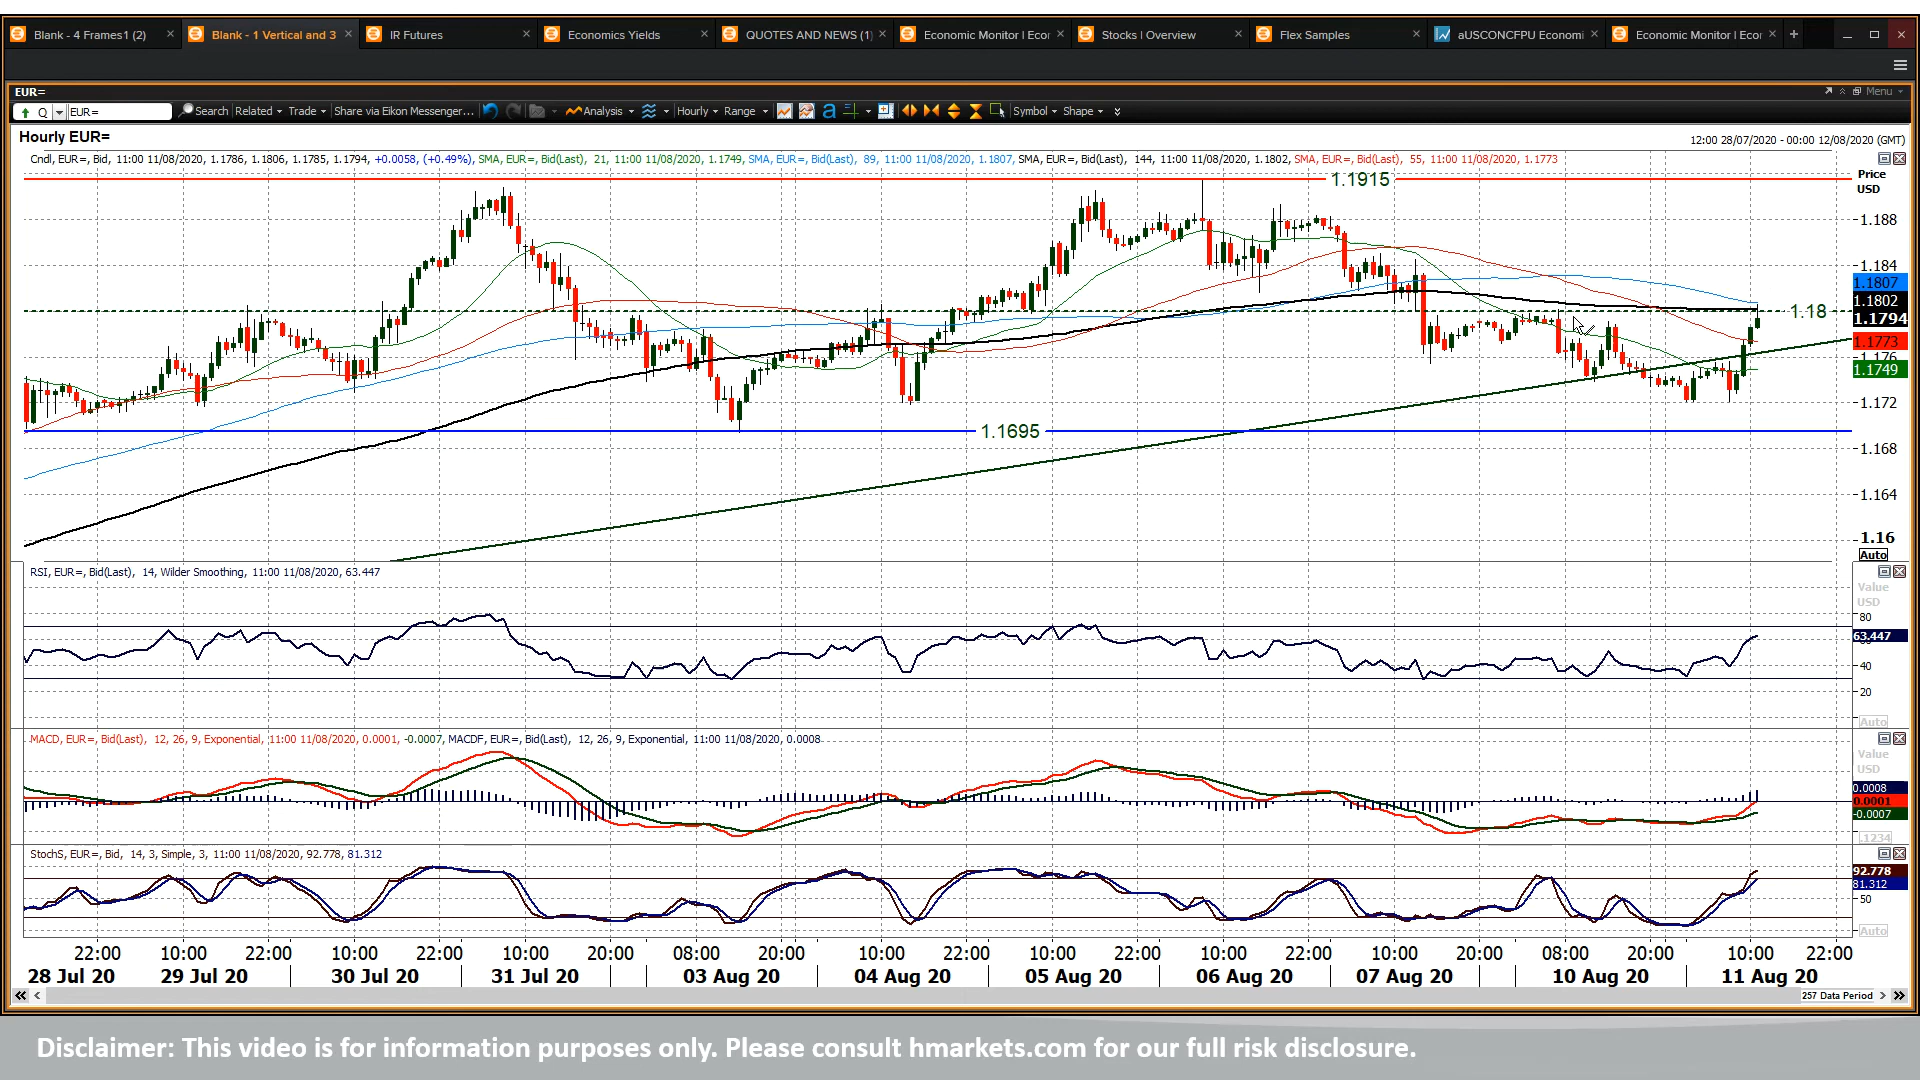 Blank - 4 Frames1 (2) Blank - 1 Vertical and 3 IR Futures Economics Yields QUOTES AND NEWS (1) Economic Monitor | Ecor Stocks | Overview Flex Samples aUSCONCFPU Economi Economic Monitor | Ecor
EUR= Menu
Q EUR= Search Related Trade Share via Eikon Messenger... Analysis Hourly Range a Symbol Shape
Hourly EUR=
12:00 28/07/2020 - 00:00 12/08/2020 (GMT)
Cndl, EUR=, Bid, 11:00 11/08/2020, 1.1786, 1.1806, 1.1785, 1.1794, +0.0058, (+0.49%), SMA, EUR=, Bid(Last), 21, 11:00 11/08/2020, 1.1749, SMA, EUR=, Bid(Last), 89, 11:00 11/08/2020, 1.1807, SMA, EUR=, Bid(Last), 144, 11:00 11/08/2020, 1.1802, SMA, EUR=, Bid(Last), 55, 11:00 11/08/2020, 1.1773
Price
USD
1.1915
1.188
1.184
1.1807
1.1802
1.18
1.1794
1.1773
1.176
1.1749
1.172
1.1695
1.168
1.164
1.16
Auto
RSI, EUR=, Bid(Last), 14, Wilder Smoothing, 11:00 11/08/2020, 63.447
Value
USD
80
63.447
40
20
Auto
MACD, EUR=, Bid(Last), 12, 26, 9, Exponential, 11:00 11/08/2020, 0.0001, -0.0007, MACDF, EUR=, Bid(Last), 12, 26, 9, Exponential, 11:00 11/08/2020, 0.0008
Value
USD
0.0008
0.0001
-0.0007
.1234
StochS, EUR=, Bid, 14, 3, Simple, 3, 11:00 11/08/2020, 92.778, 81.312
92.778
81.312
50
Auto
22:00 10:00 22:00 10:00 22:00 10:00 20:00 08:00 20:00 10:00 22:00 10:00 22:00 10:00 22:00 10:00 20:00 08:00 20:00 10:00 22:00
28 Jul 20 29 Jul 20 30 Jul 20 31 Jul 20 03 Aug 20 04 Aug 20 05 Aug 20 06 Aug 20 07 Aug 20 10 Aug 20 11 Aug 20
257 Data Period
Disclaimer: This video is for information purposes only. Please consult hmarkets.com for our full risk disclosure.